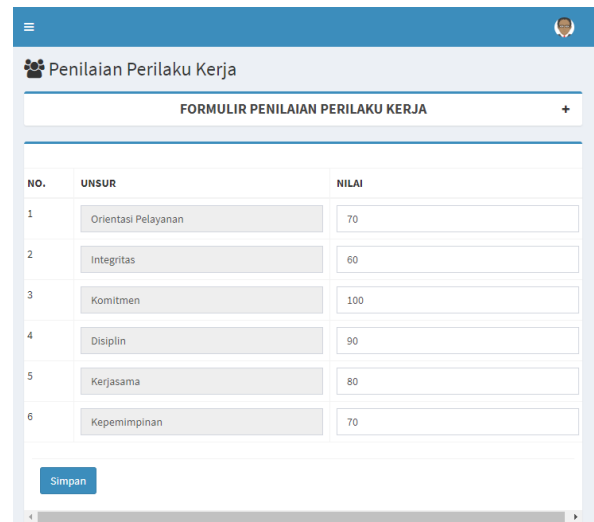 Penilaian Perilaku Kerja
FORMULIR PENILAIAN PERILAKU KERJA +
NO. UNSUR NILAI
1 Orientasi Pelayanan 70
2 Integritas 60
3 Komitmen 100
4 Disiplin 90
5 Kerjasama 80
6 Kepemimpinan 70
Simpan